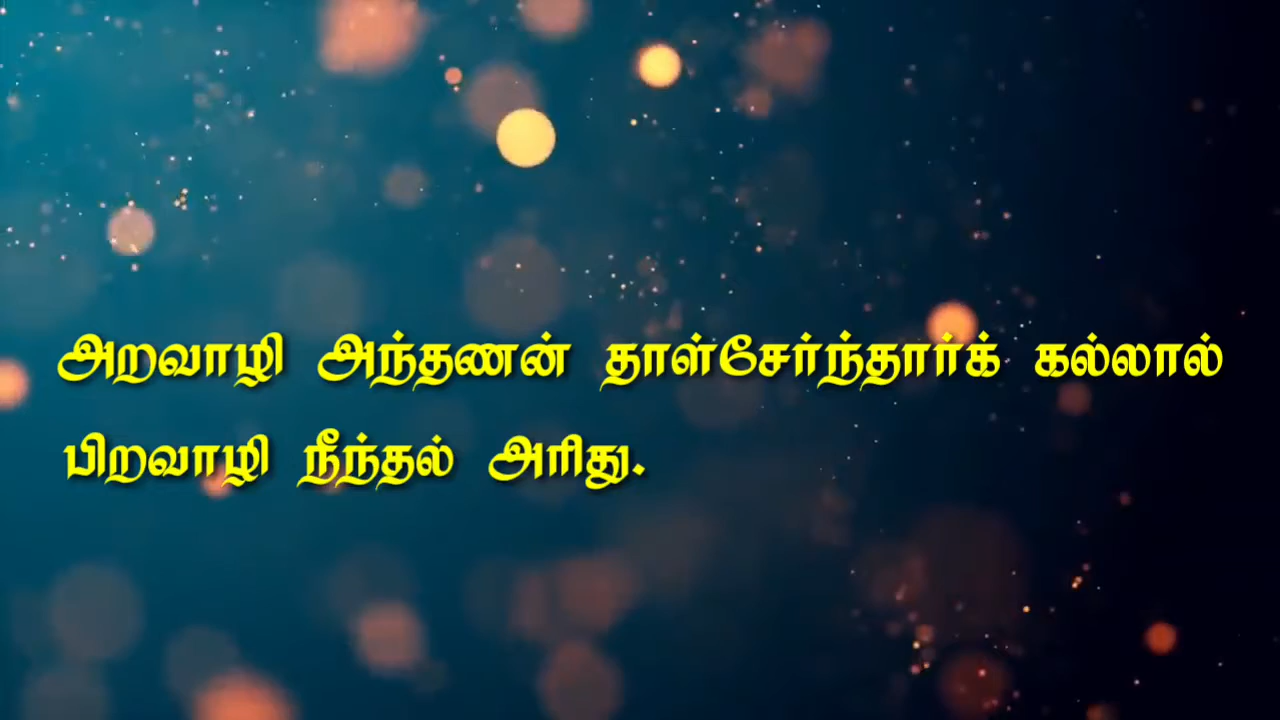 அறவாழி அந்தணன் தாள்சேர்ந்தார்க் கல்லால்
பிறவாழி நீந்தல் அரிது.